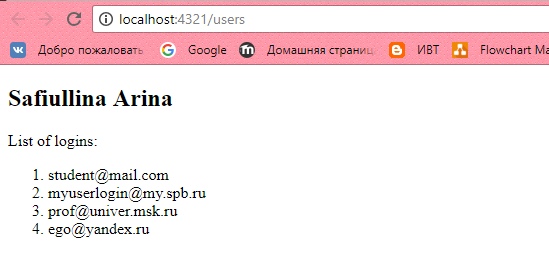 localhost:4321/users
Добро пожаловать Google Домашняя страниц ИВТ Flowchart Ma
Safiullina Arina
List of logins:
1. student@mail.com
2. myuserlogin@my.spb.ru
3. prof@univer.msk.ru
4. ego@yandex.ru